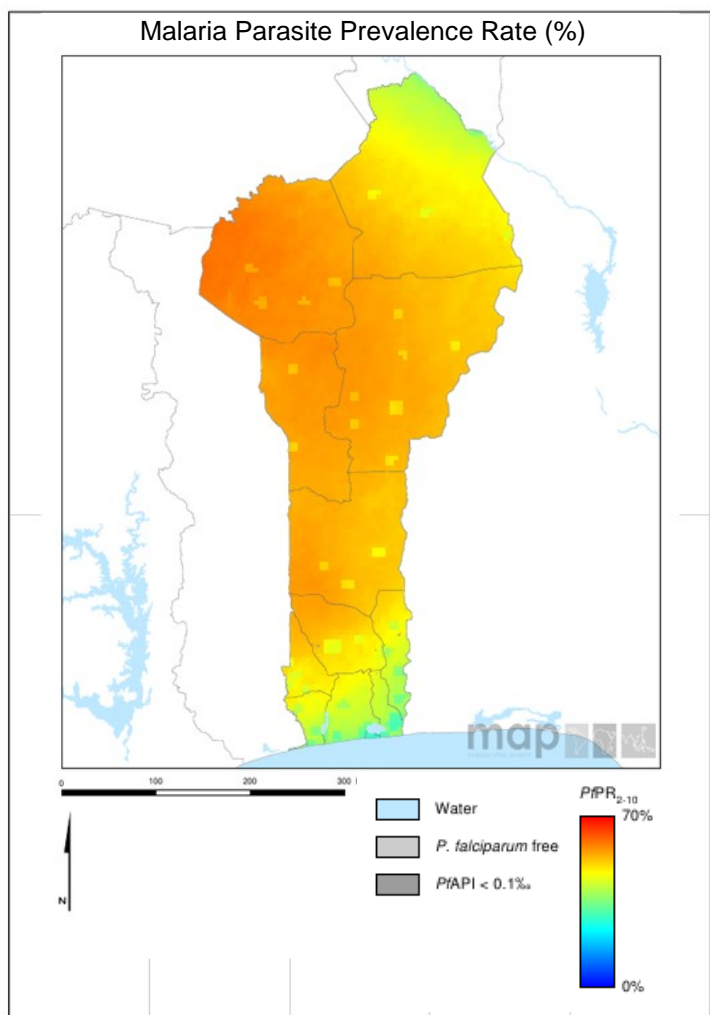 Malaria Parasite Prevalence Rate (%)
map
0 100 200 300
Water
P. falciparum free
PfAPI < 0.1‰
N
PfPR2-10
70%
0%